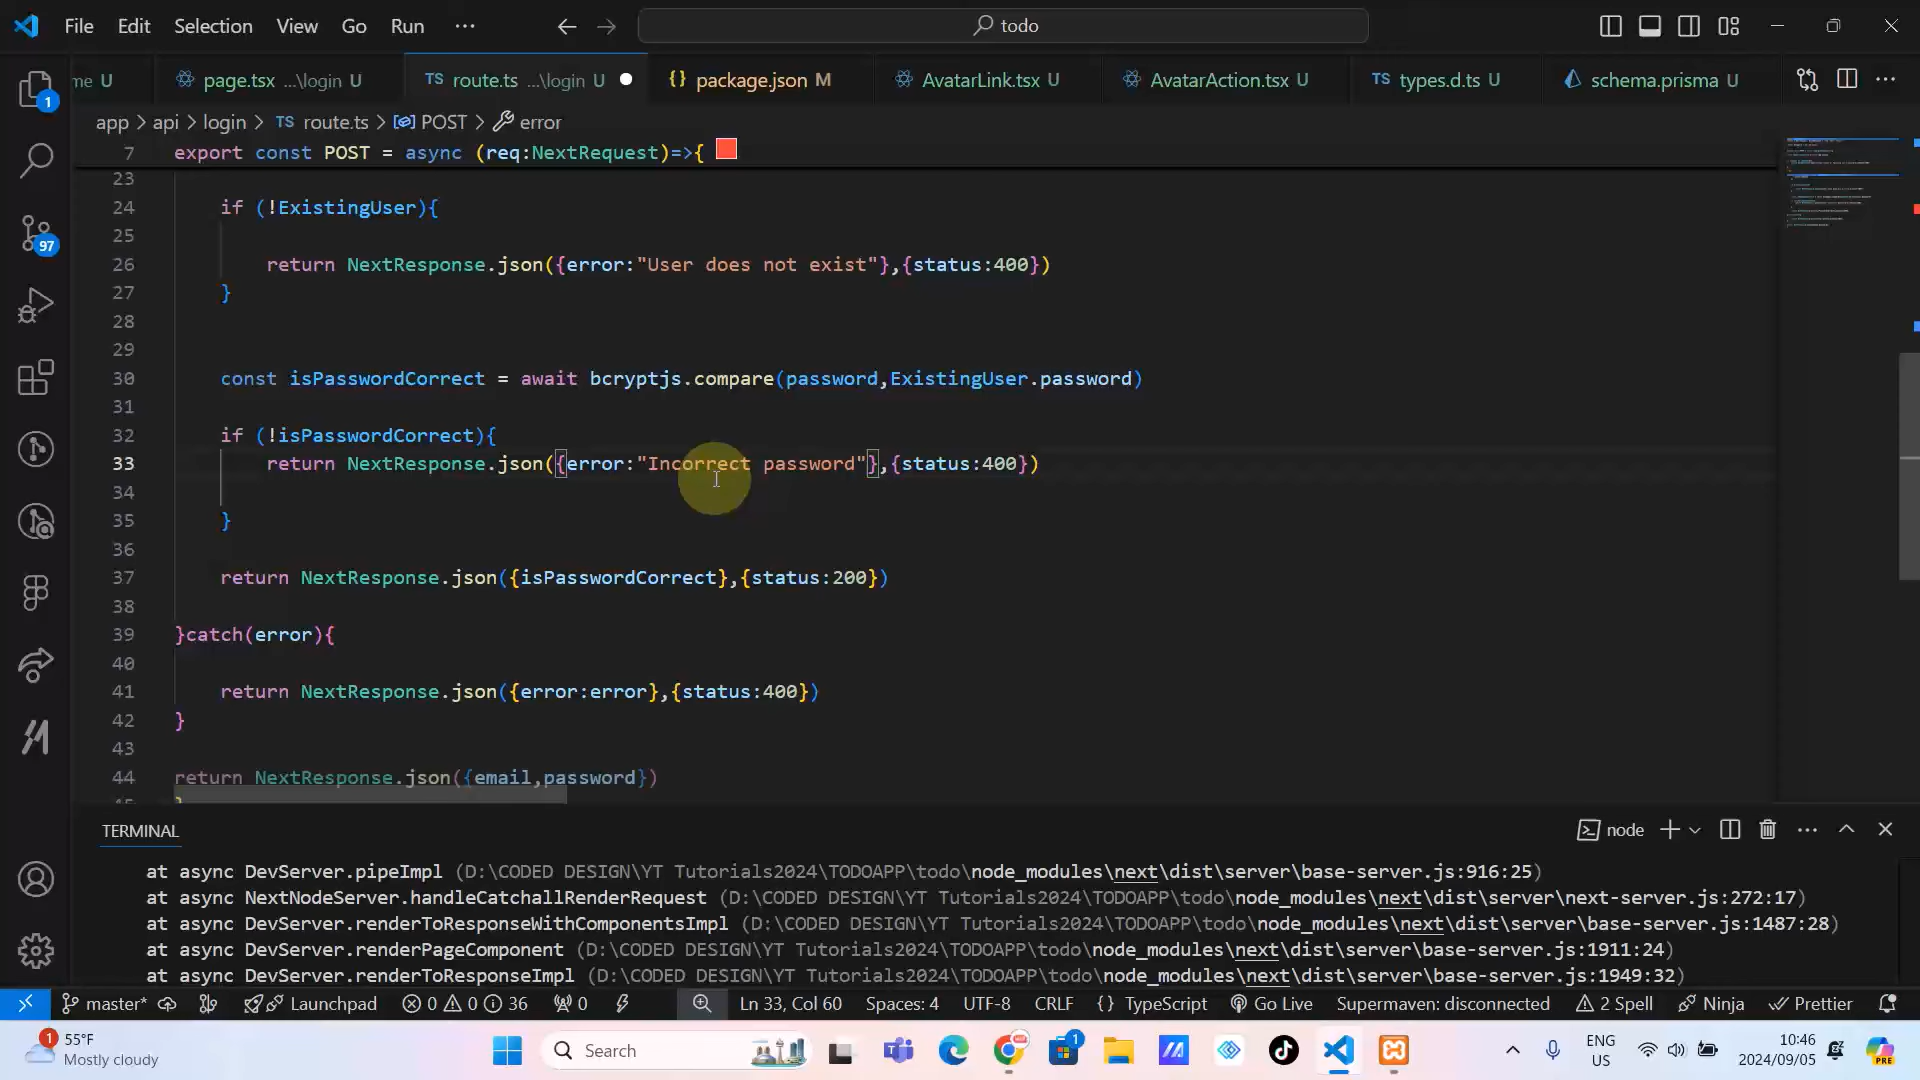 File Edit Selection View Go Run ··· todo
me U page.tsx ...\login U TS route.ts ...\login U {} package.json M AvatarLink.tsx U AvatarAction.tsx U TS types.d.ts U schema.prisma U ···
app > api > login > TS route.ts > POST > error
7 export const POST = async (req:NextRequest)=>{
23
24 if (!ExistingUser){
25
26 return NextResponse.json({error:"User does not exist"},{status:400})
27 }
28
29
30 const isPasswordCorrect = await bcryptjs.compare(password,ExistingUser.password)
31
32 if (!isPasswordCorrect){
33 return NextResponse.json({error:"Incorrect password"},{status:400})
34
35 }
36
37 return NextResponse.json({isPasswordCorrect},{status:200})
38
39 }catch(error){
40
41 return NextResponse.json({error:error},{status:400})
42 }
43
44 return NextResponse.json({email,password})
1
97
TERMINAL node
at async DevServer.pipeImpl (D:\CODED DESIGN\YT Tutorials2024\TODOAPP\todo\node_modules\next\dist\server\base-server.js:916:25)
at async NextNodeServer.handleCatchallRenderRequest (D:\CODED DESIGN\YT Tutorials2024\TODOAPP\todo\node_modules\next\dist\server\next-server.js:272:17)
at async DevServer.renderToResponseWithComponentsImpl (D:\CODED DESIGN\YT Tutorials2024\TODOAPP\todo\node_modules\next\dist\server\base-server.js:1487:28)
at async DevServer.renderPageComponent (D:\CODED DESIGN\YT Tutorials2024\TODOAPP\todo\node_modules\next\dist\server\base-server.js:1911:24)
at async DevServer.renderToResponseImpl (D:\CODED DESIGN\YT Tutorials2024\TODOAPP\todo\node_modules\next\dist\server\base-server.js:1949:32)
master* Launchpad 0 0 36 0 Ln 33, Col 60 Spaces: 4 UTF-8 CRLF {} TypeScript Go Live Supermaven: disconnected 2 Spell Ninja Prettier
1 55°F
Mostly cloudy
Search
1
ENG
US
10:46
2024/09/05
PRE